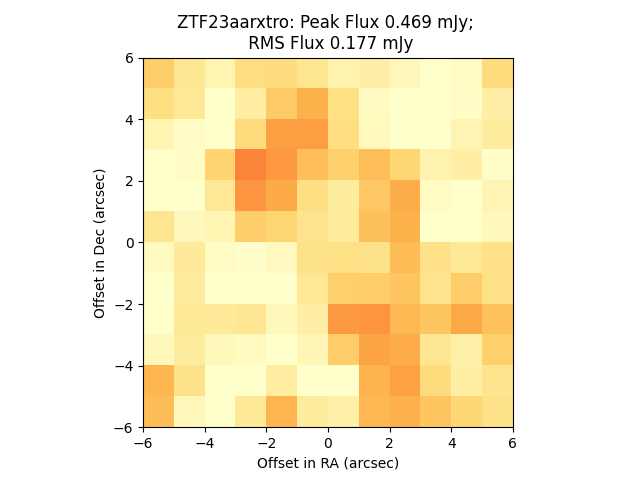 ZTF23aarxtro: Peak Flux 0.469 mJy;
RMS Flux 0.177 mJy
6
4
2
0
−2
−4
−6
Offset in Dec (arcsec)
−6 −4 −2 0 2 4 6
Offset in RA (arcsec)